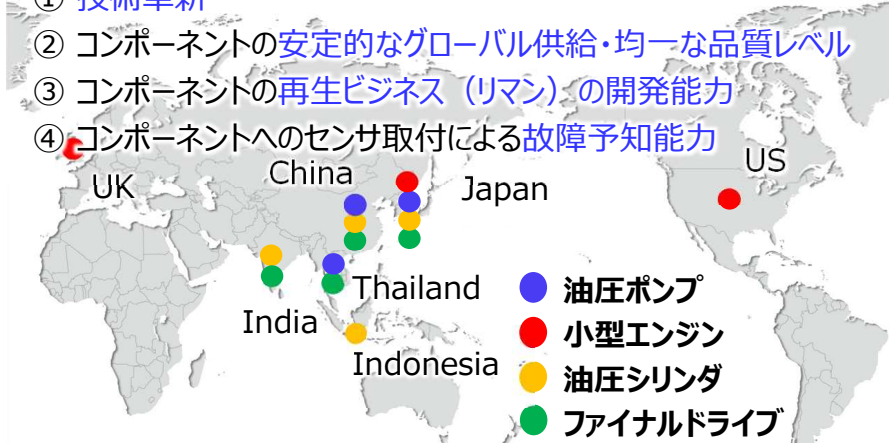 ① 技術革新
② コンポーネントの安定的なグローバル供給・均一な品質レベル
③ コンポーネントの再生ビジネス（リマン）の開発能力
④ コンポーネントへのセンサ取付による故障予知能力
UK
China
Japan
US
Thailand
India
Indonesia
油圧ポンプ
小型エンジン
油圧シリンダ
ファイナルドライブ